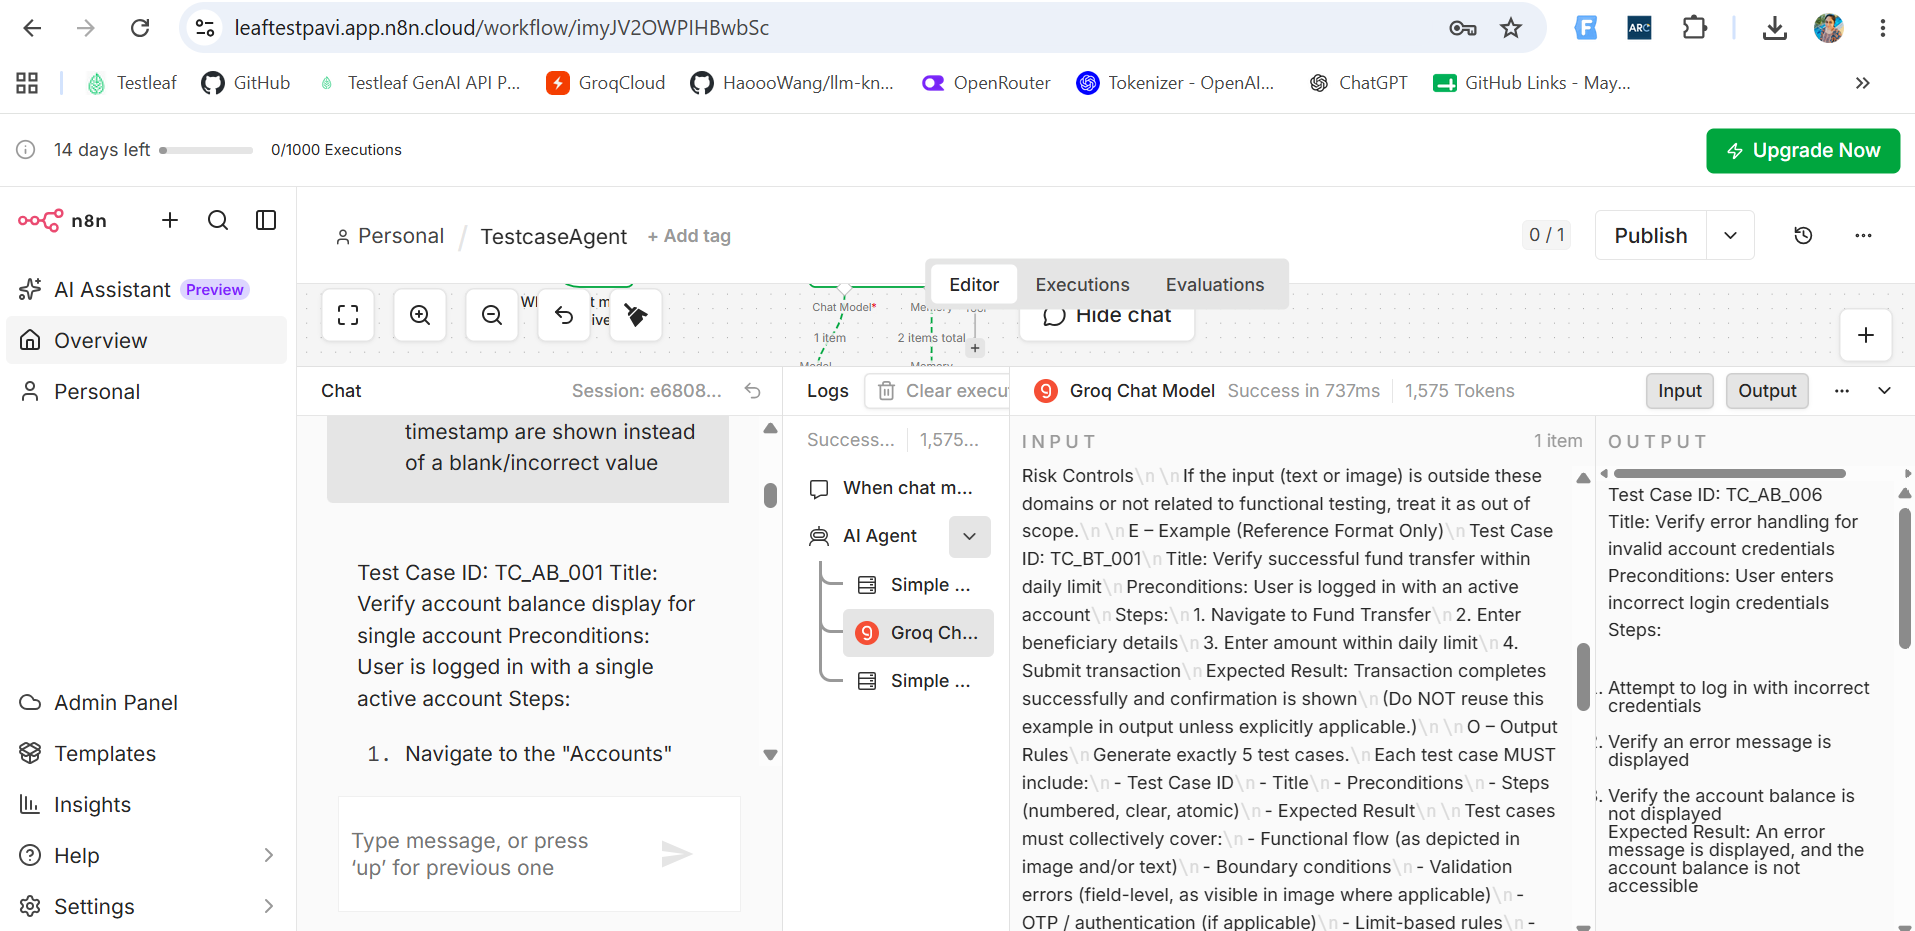 leaftestpavi.app.n8n.cloud/workflow/imyJV2OWPIHBwbSc
Testleaf
GitHub
Testleaf GenAI API P...
GroqCloud
HaoooWang/llm-kn...
OpenRouter
Tokenizer - OpenAI...
ChatGPT
GitHub Links - May...
14 days left
0/1000 Executions
Upgrade Now
n8n
AI Assistant Preview
Overview
Personal
Admin Panel
Templates
Insights
Help
Settings
Personal / TestcaseAgent + Add tag
0 / 1
Publish
Editor
Executions
Evaluations
Chat Model*
1 item
2 items total
Hide chat
Chat
Session: e6808...
timestamp are shown instead
of a blank/incorrect value
Test Case ID: TC_AB_001 Title:
Verify account balance display for
single account Preconditions:
User is logged in with a single
active account Steps:
1. Navigate to the "Accounts"
Type message, or press
‘up’ for previous one
Logs
Clear execu
Success...
1,575...
When chat m...
AI Agent
Simple ...
Groq Ch...
Simple ...
Groq Chat Model Success in 737ms 1,575 Tokens
Input
Output
INPUT
1 item
Risk Controls\n\nIf the input (text or image) is outside these
domains or not related to functional testing, treat it as out of
scope.\n\nE – Example (Reference Format Only)\nTest Case
ID: TC_BT_001\nTitle: Verify successful fund transfer within
daily limit\nPreconditions: User is logged in with an active
account\nSteps:\n1. Navigate to Fund Transfer\n2. Enter
beneficiary details\n3. Enter amount within daily limit\n4.
Submit transaction\nExpected Result: Transaction completes
successfully and confirmation is shown\n(Do NOT reuse this
example in output unless explicitly applicable.)\n\nO – Output
Rules\nGenerate exactly 5 test cases.\nEach test case MUST
include:\n- Test Case ID\n- Title\n- Preconditions\n- Steps
(numbered, clear, atomic)\n- Expected Result\n\nTest cases
must collectively cover:\n- Functional flow (as depicted in
image and/or text)\n- Boundary conditions\n- Validation
errors (field-level, as visible in image where applicable)\n-
OTP / authentication (if applicable)\n- Limit-based rules\n-
OUTPUT
Test Case ID: TC_AB_006
Title: Verify error handling for
invalid account credentials
Preconditions: User enters
incorrect login credentials
Steps:
. Attempt to log in with incorrect
credentials
. Verify an error message is
displayed
. Verify the account balance is
not displayed
Expected Result: An error
message is displayed, and the
account balance is not
accessible